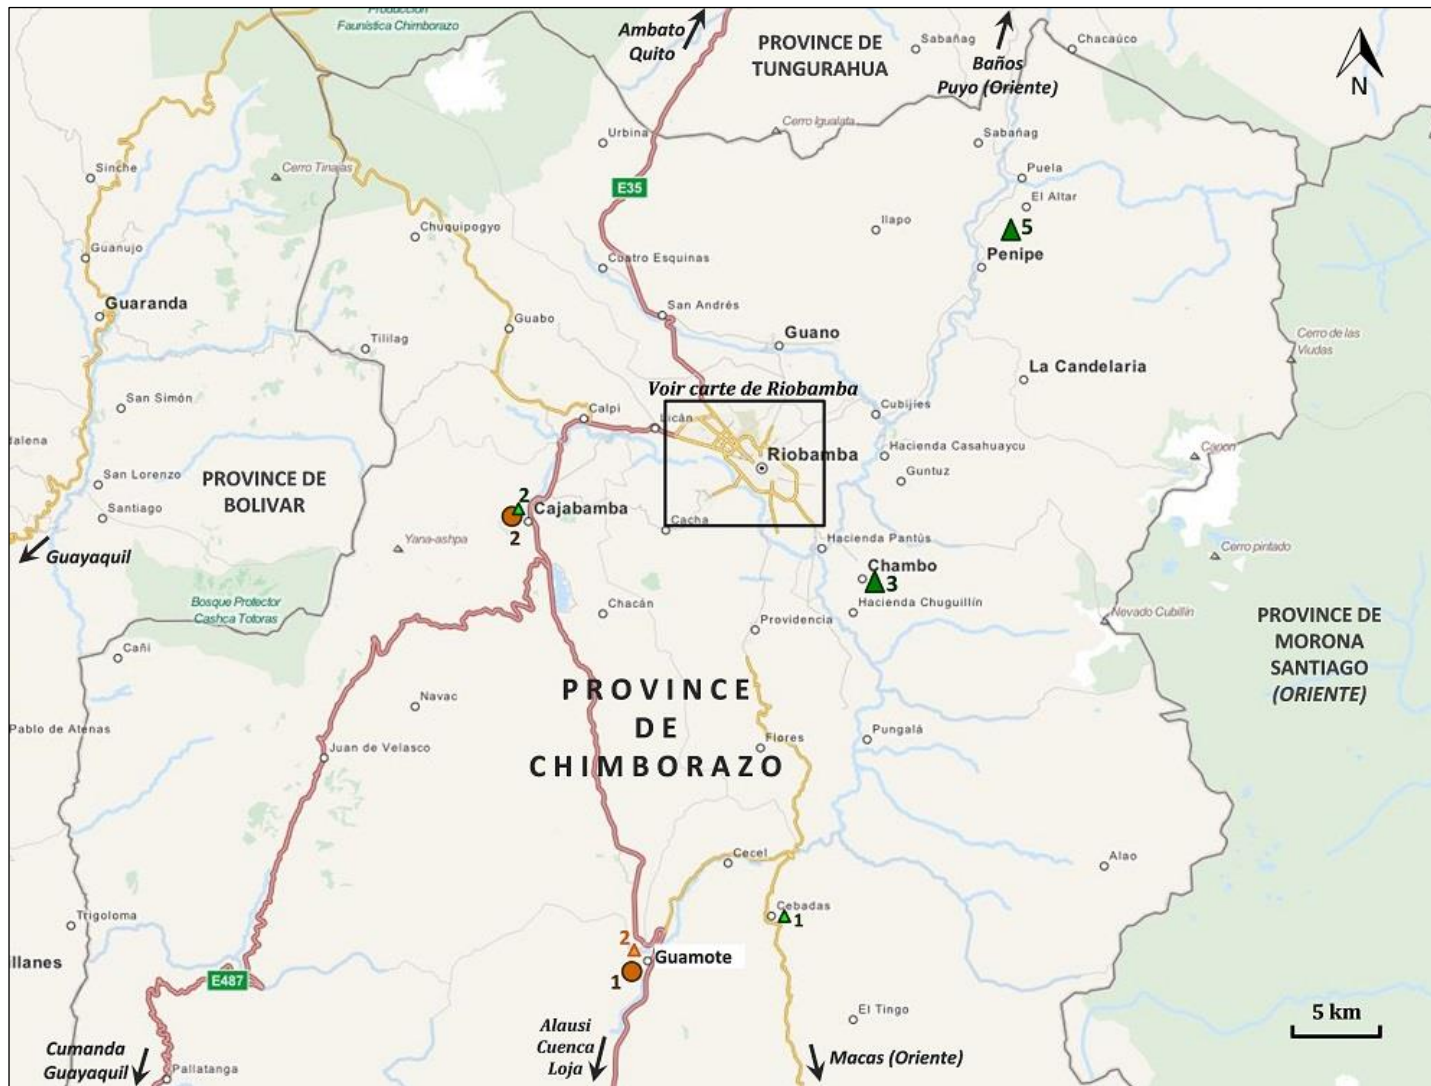 Production
Faunística Chimborazo
Ambato
Quito
PROVINCE DE
TUNGURAHUA
Sabañag
Baños
Puyo (Oriente)
Chacaúco
N
Cerro Igualata
Urbina
Sabañag
Sinche
Cerro Tinajas
E35
Puela
El Altar
5
Chuquipogyo
Ilapo
Guanujo
Cuatro Esquinas
Penipe
Guaranda
San Andrés
Guabo
Guano
Cerro de las
Viudas
Tililag
La Candelaria
Voir carte de Riobamba
San Simón
Calpi
Licán
Cubijíes
dalena
Hacienda Casahuaycu
Capon
Riobamba
Guntuz
San Lorenzo
PROVINCE DE
BOLIVAR
2
Cajabamba
Santiago
2
Cacha
Yana-ashpa
Hacienda Pantús
Cerro pintado
Guayaquil
Chambo
3
Bosque Protector
Cashca Totoras
Chacán
Hacienda Chuguillín
Nevado Cubillín
Providencia
PROVINCE DE
MORONA
SANTIAGO
(ORIENTE)
Cañi
PROVINCE
DE
CHIMBORAZO
Navac
Pablo de Atenas
Flores
Pungalá
Juan de Velasco
Cecel
Alao
Trigoloma
Cebadas
1
2
Guamote
illanes
1
E487
5 km
El Tingo
Alausi
Cuenca
Loja
Cumanda
Guayaquil
Macas (Oriente)
Pallatanga